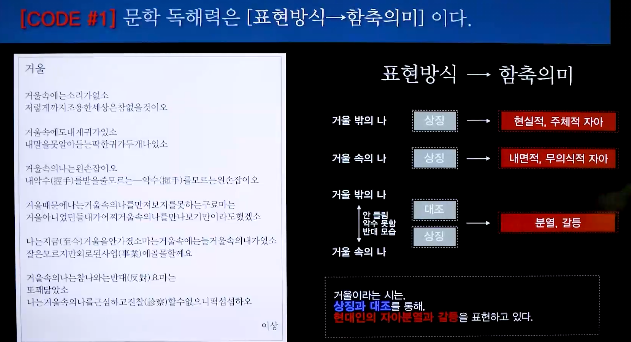 [CODE #1] 문학 독해력은 [표현방식→함축의미] 이다.
거울
거울속에는소리가없소
저렇게까지조용한세상은참없을것이오
거울속에도내게귀가있소
내말을못알아듣는딱한귀가두개나있소
거울속의나는왼손잡이오
내악수(握手)를받을줄모르는—악수(握手)를모르는왼손잡이오
거울때문에나는거울속의나를만져보지를못하는구료마는
거울아니었던들내가어찌거울속의나를만나보기만이라도했겠소
나는지금(至今)거울을안가졌소마는거울속에는늘거울속의내가있소
잘은모르지만외로된사업(事業)에골몰할께요
거울속의나는참나와는반대(反對)요마는
또꽤닮았소
나는거울속의나를근심하고진찰(診察)할수없으니퍽섭섭하오
이상
표현방식 → 함축의미
거울 밖의 나 상징 → 현실적, 주체적 자아
거울 속의 나 상징 → 내면적, 무의식적 자아
거울 밖의 나
안 들림
악수 못함
반대 모습
거울 속의 나
대조
상징
→ 분열, 갈등
거울이라는 시는,
상징과 대조를 통해,
현대인의 자아분열과 갈등을 표현하고 있다.